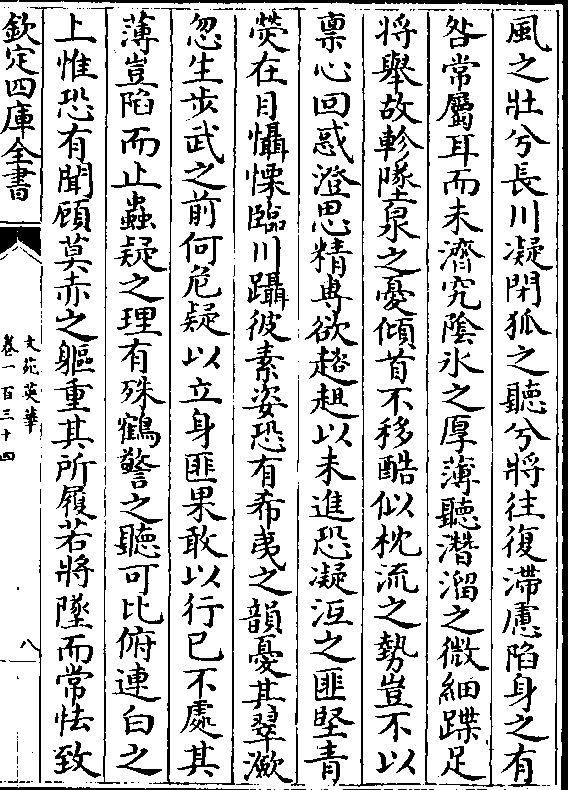 風之壯兮長川凝閉狐之聽兮將往復滯慮陷身之有
咎常屬耳而未濟究陰氷之厚薄聽潛溜之微細蹀足
將舉故軫墜泉之憂傾首不移酷似枕流之勢豈不以
禀心回惑澄思精專欲趦趄以未進恐凝沍之匪堅青
熒在目懾慄臨川躡彼素姿恐有希夷之韻憂其翠潎
忽生步武之前何危疑以立身匪果敢以行已不處其
薄豈陷而止蟲疑之理有殊鶴警之聽可比俯連白之
上惟恐有聞顧莫赤之軀重其所履若將墜而常怯致
欽定四庫全書
文苑英華
卷一百三十四
八